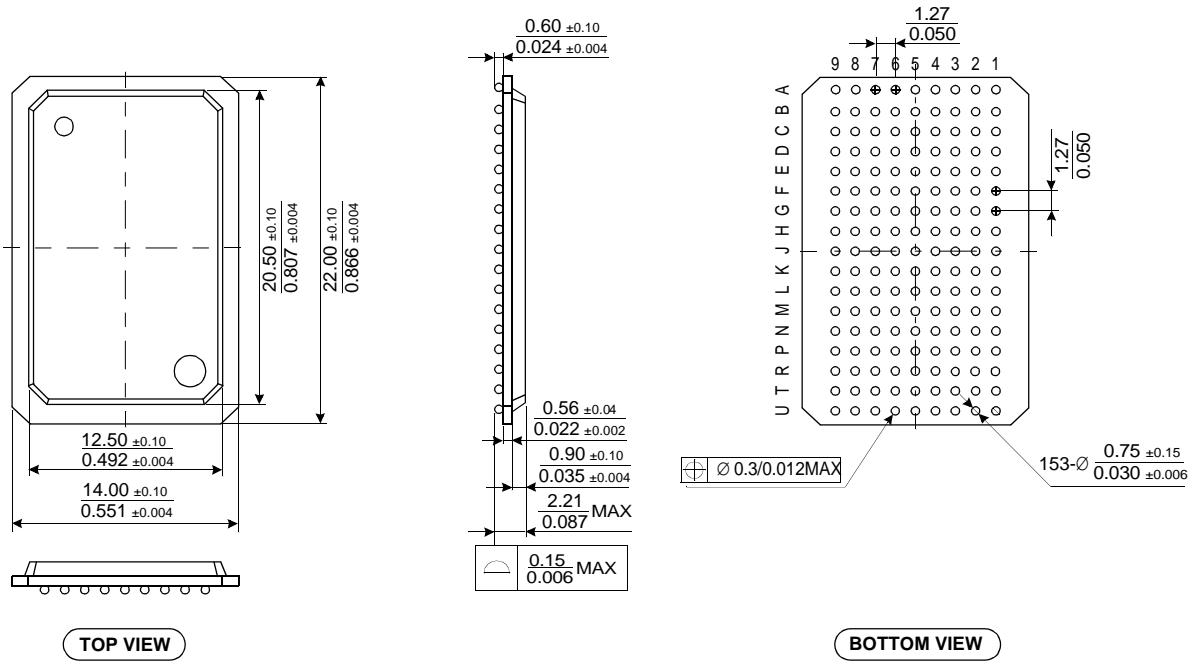 0.60 ±0.10
0.024 ±0.004
1.27
0.050
9 8 7 6 5 4 3 2 1
A
B
C
D
E
F
G
H
J
K
L
M
N
P
R
T
U
1.27
0.050
20.50 ±0.10
0.807 ±0.004
22.00 ±0.10
0.866 ±0.004
12.50 ±0.10
0.492 ±0.004
14.00 ±0.10
0.551 ±0.004
0.56 ±0.04
0.022 ±0.002
0.90 ±0.10
0.035 ±0.004
2.21
0.087 MAX
0.15
0.006 MAX
Ø 0.3/0.012MAX
153-Ø 0.75 ±0.15
0.030 ±0.006
TOP VIEW
BOTTOM VIEW